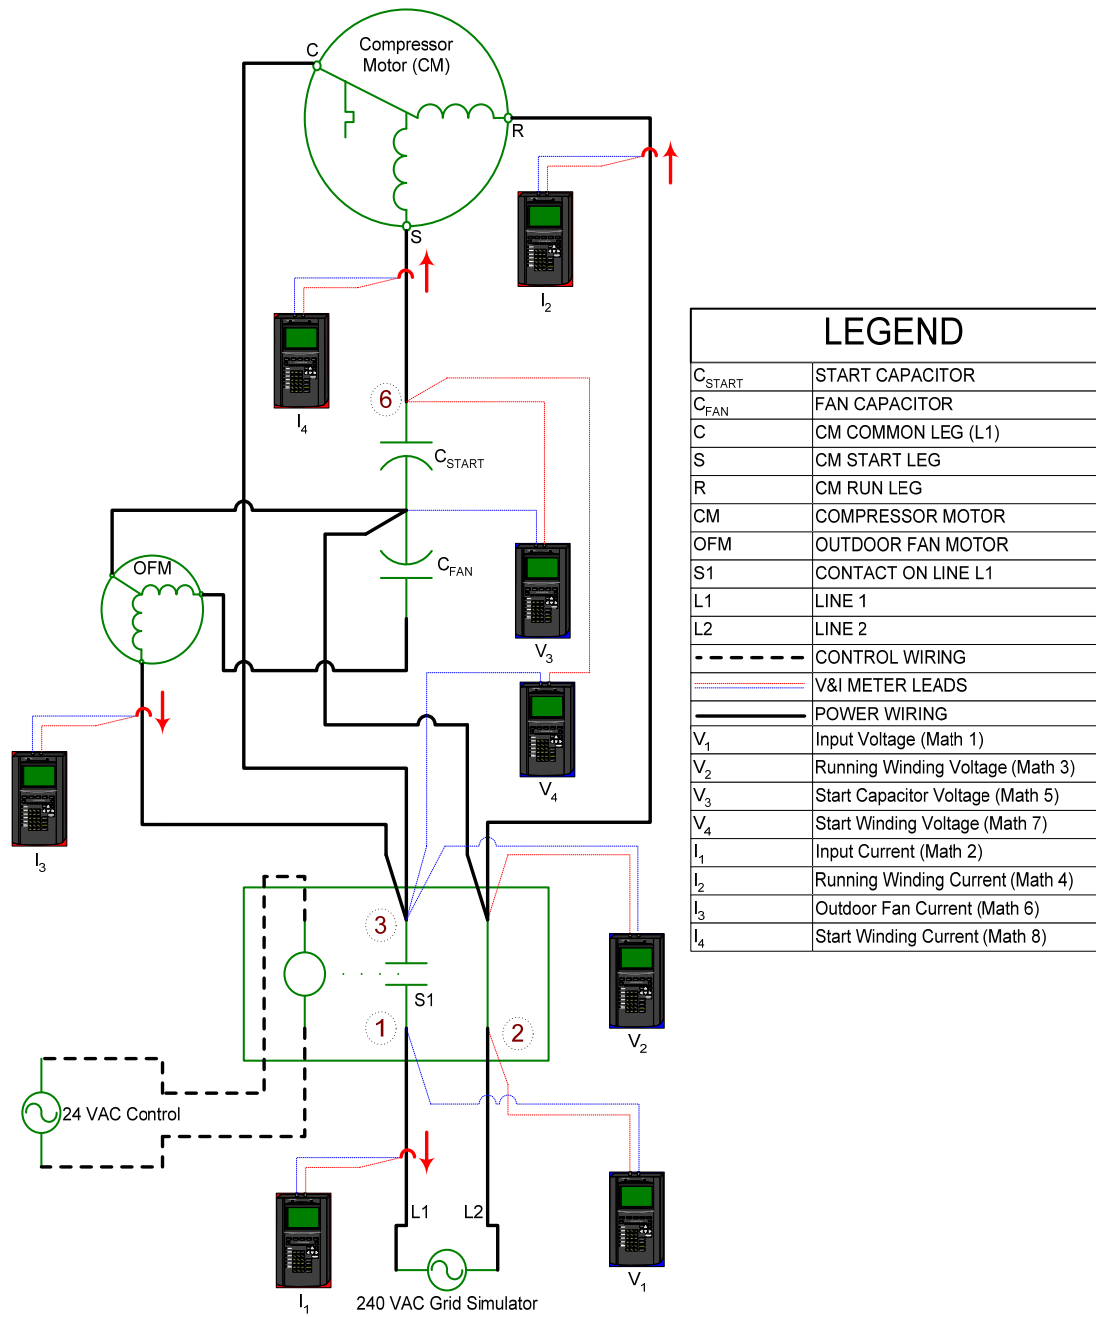 Compressor
Motor (CM)
C
R
S
I2
I4
6
CSTART
CFAN
OFM
V3
V4
I3
3
S1
1
2
V2
24 VAC Control
L1
L2
V1
I1
240 VAC Grid Simulator
LEGEND
CSTART START CAPACITOR
CFAN FAN CAPACITOR
C CM COMMON LEG (L1)
S CM START LEG
R CM RUN LEG
CM COMPRESSOR MOTOR
OFM OUTDOOR FAN MOTOR
S1 CONTACT ON LINE L1
L1 LINE 1
L2 LINE 2
CONTROL WIRING
V&I METER LEADS
POWER WIRING
V1 Input Voltage (Math 1)
V2 Running Winding Voltage (Math 3)
V3 Start Capacitor Voltage (Math 5)
V4 Start Winding Voltage (Math 7)
I1 Input Current (Math 2)
I2 Running Winding Current (Math 4)
I3 Outdoor Fan Current (Math 6)
I4 Start Winding Current (Math 8)